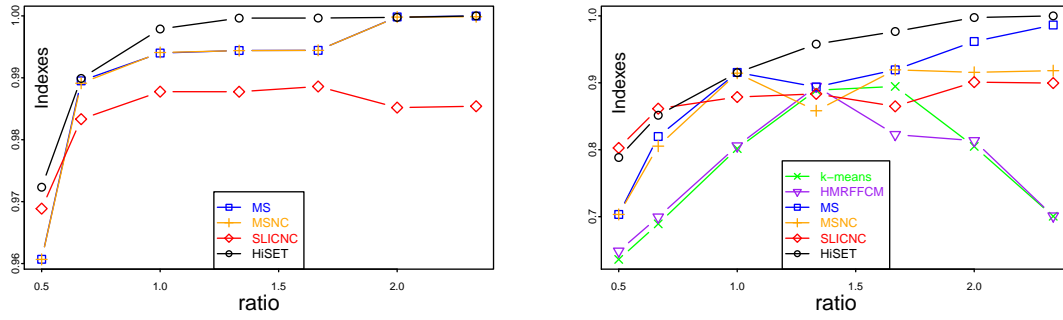 1.00
0.99
0.98
0.97
0.96
Indexes
MS
MSNC
SLICNC
HiSET
0.5
1.0
1.5
2.0
ratio
1.0
0.9
0.8
0.7
Indexes
k−means
HMRFFCM
MS
MSNC
SLICNC
HiSET
0.5
1.0
1.5
2.0
ratio